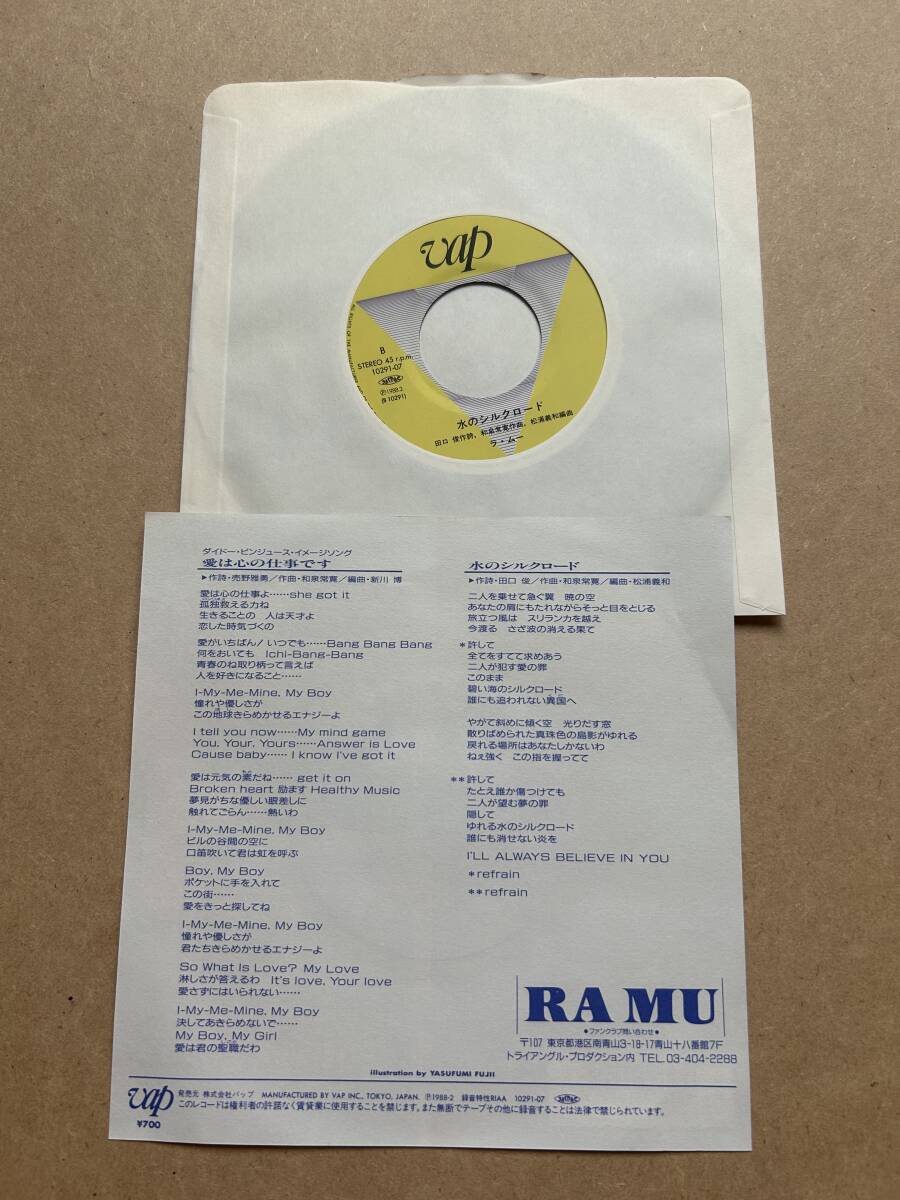 vap
B
STEREO 45 r.p.m.
10291-07
Ⓟ1988.2
(B 10291)
水のシルクロード
田口 俊作詩, 和泉常寛作曲, 松浦義和編曲
ラ・ムー
ダイドー・ビンジュース・イメージソング
愛は心の仕事です
▶作詩・売野雅勇/作曲・和泉常寛/編曲・新川 博
愛は心の仕事よ……she got it
孤独救える力ね
生きることの 人は天才よ
恋した時気づくの
愛がいちばん! いつでも……Bang Bang Bang
何をおいても Ichi-Bang-Bang
青春のね取り柄って言えば
人を好きになること……
I-My-Me-Mine, My Boy
憧れや優しさが
この地球きらめかせるエナジーよ
I tell you now……My mind game
You, Your, Yours……Answer is Love
Cause baby…… I know I've got it
愛は元気の素だね…… get it on
Broken heart 励ます Healthy Music
夢見がちな優しい眼差しに
触れてごらん……熱いわ
I-My-Me-Mine, My Boy
ビルの谷間の空に
口笛吹いて君は虹を呼ぶ
Boy, My Boy
ポケットに手を入れて
この街……
愛をきっと探してね
I-My-Me-Mine, My Boy
憧れや優しさが
君たちきらめかせるエナジーよ
So What Is Love? My Love
淋しさが答えるわ It's love, Your love
愛さずにはいられない……
I-My-Me-Mine, My Boy
決してあきらめないで……
My Boy, My Girl
愛は君の聖職だわ
水のシルクロード
▶作詩・田口 俊/作曲・和泉常寛/編曲・松浦義和
二人を乗せて急ぐ翼 暁の空
あなたの肩にもたれながらそっと目をとじる
旅立つ風は スリランカを越え
今渡る さざ波の消える果て
*許して
全てをすてて求めあう
二人が犯す愛の罪
このまま
碧い海のシルクロード
誰にも追われない異国へ
やがて斜めに傾く空 光りだす窓
散りばめられた真珠色の島影がゆれる
戻れる場所はあなたしかないわ
ねぇ強く この指を握ってて
**許して
たとえ誰か傷つけても
二人が望む夢の罪
隠して
ゆれる水のシルクロード
誰にも消せない炎を
I'LL ALWAYS BELIEVE IN YOU
*refrain
**refrain
RA MU
●ファンクラブ問い合わせ●
〒107 東京都港区南青山3-18-17青山十八番館7F
トライアングル・プロダクション内 TEL.03-404-2288
illustration by YASUFUMI FUJII
vap 発売元 株式会社バップ MANUFACTURED BY VAP INC., TOKYO, JAPAN. Ⓟ1988-2 録音特性RIAA 10291-07
¥700 このレコードは権利者の許諾なく賃貸業に使用することを禁じます。また無断でテープその他に録音することは法律で禁じられています。